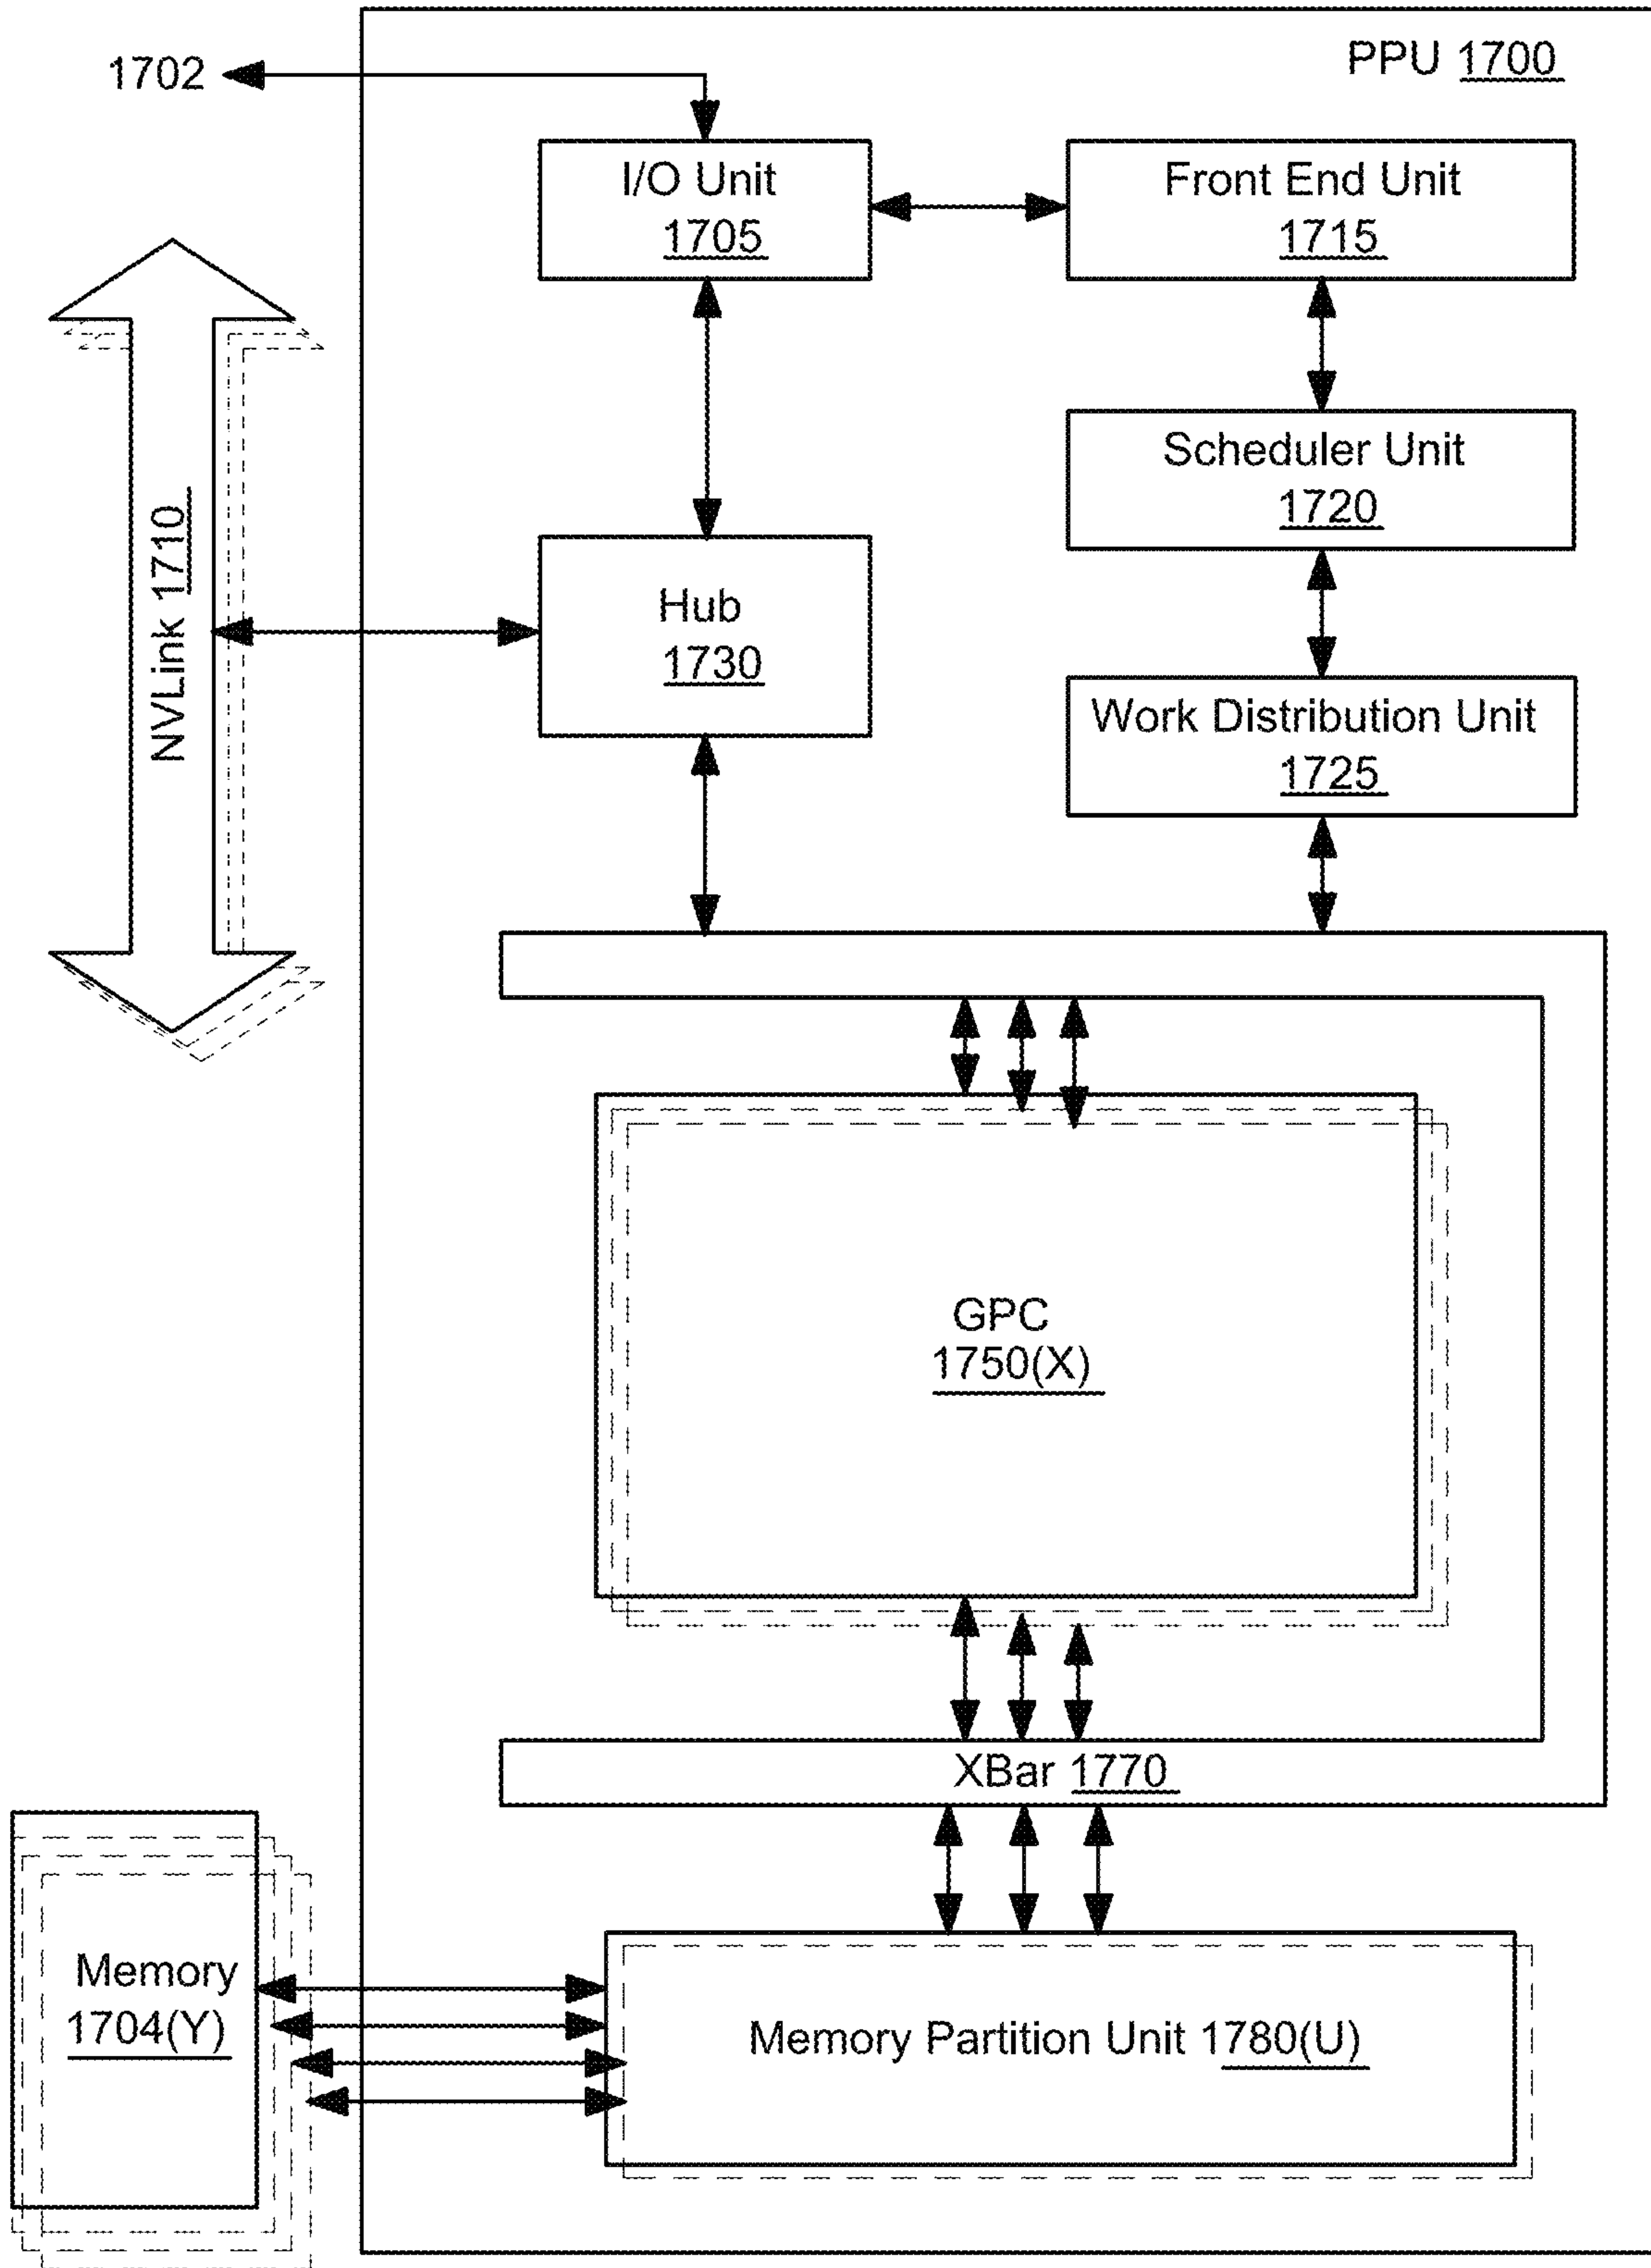 PPU 1700
1702
I/O Unit
1705
Front End Unit
1715
Scheduler Unit
1720
NVLink 1710
Hub
1730
Work Distribution Unit
1725
GPC
1750(X)
XBar 1770
Memory
1704(Y)
Memory Partition Unit 1780(U)